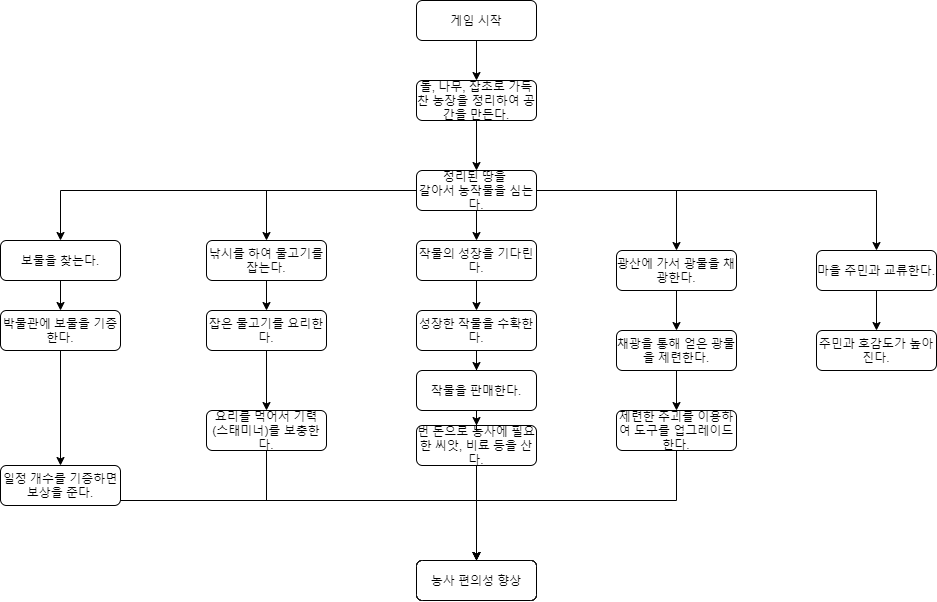 게임 시작
돌, 나무, 잡초로 가득
찬 농장을 정리하여 공
간을 만든다.
정리된 땅을
갈아서 농작물을 심는
다.
보물을 찾는다.
낚시를 하여 물고기를
잡는다.
작물의 성장을 기다린
다.
광산에 가서 광물을 채
광한다.
마을 주민과 교류한다.
박물관에 보물을 기증
한다.
잡은 물고기를 요리한
다.
성장한 작물을 수확한
다.
채광을 통해 얻은 광물
을 제련한다.
주민과 호감도가 높아
진다.
작물을 판매한다.
요리를 먹어서 기력
(스태미너)를 보충한
다.
번 돈으로 농사에 필요
한 씨앗, 비료 등을 산
다.
제련한 주괴를 이용하
여 도구를 업그레이드
한다.
일정 개수를 기증하면
보상을 준다.
농사 편의성 향상